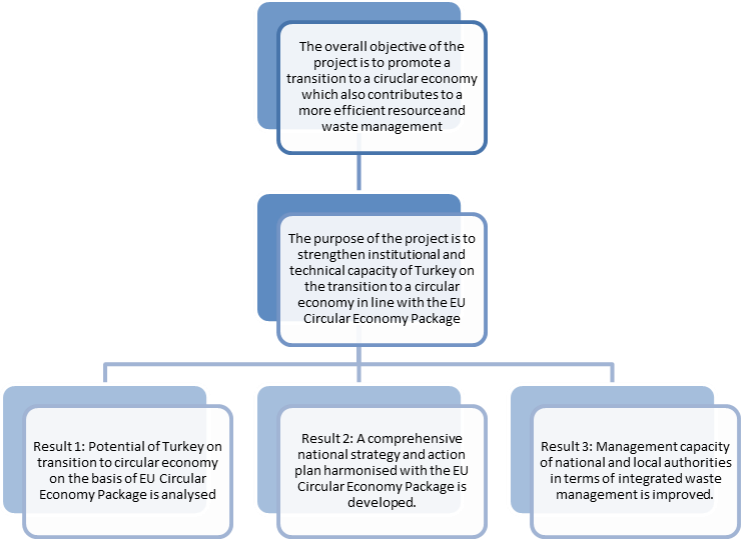 The overall objective of the
project is to promote a
transition to a ciruclar economy
which also contributes to a
more efficient resource and
waste management
The purpose of the project is to
strengthen institutional and
technical capacity of Turkey on
the transition to a circular
economy in line with the EU
Circular Economy Package
Result 1: Potential of Turkey on
transition to circular economy
on the basis of EU Circular
Economy Package is analysed
Result 2: A comprehensive
national strategy and action
plan harmonised with the EU
Circular Economy Package is
developed.
Result 3: Management capacity
of national and local authorities
in terms of integrated waste
management is improved.